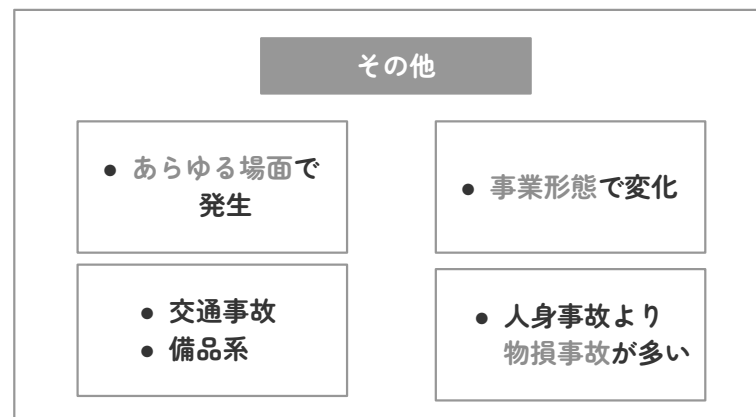 その他
● あらゆる場面で
発生
● 事業形態で変化
● 交通事故
● 備品系
● 人身事故より
物損事故が多い